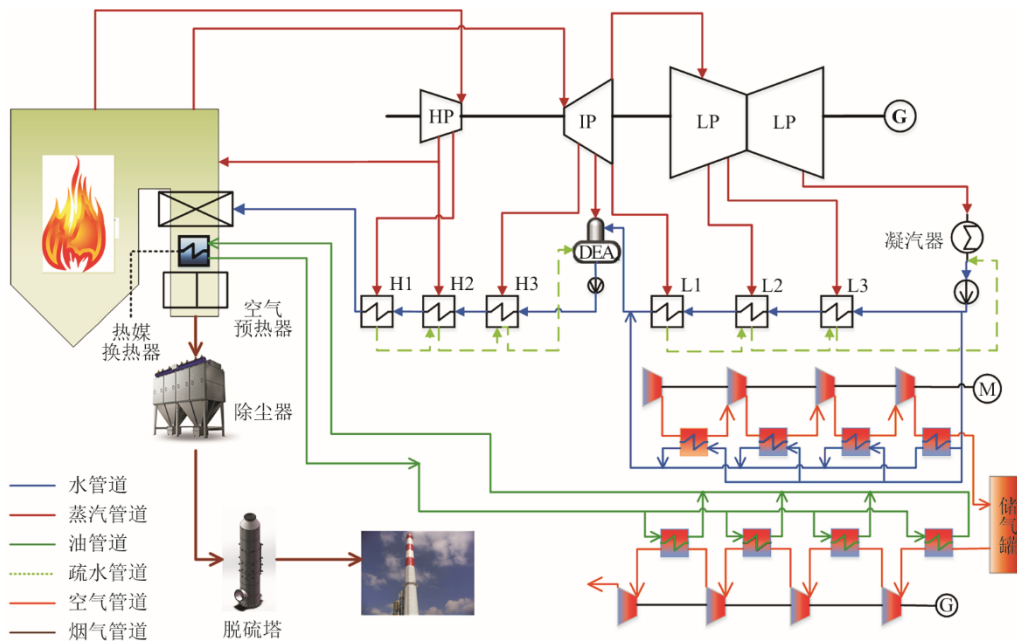 HP
IP
LP
LP
G
DEA
凝汽器
H1
H2
H3
L1
L2
L3
空气
预热器
热媒
换热器
除尘器
M
储
气
罐
水管道
蒸汽管道
油管道
疏水管道
空气管道
烟气管道
脱硫塔
G